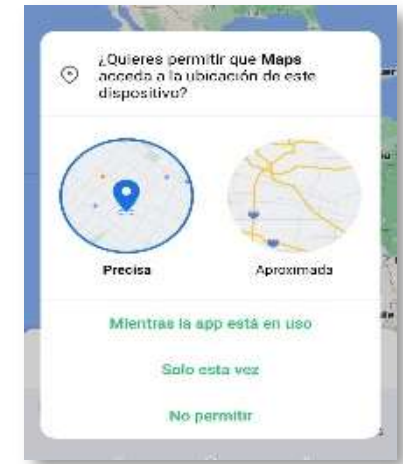 ¿Quieres permitir que Maps
acceda a la ubicación de este
dispositivo?
Precisa
Aproximada
Mientras la app está en uso
Solo esta vez
No permitir